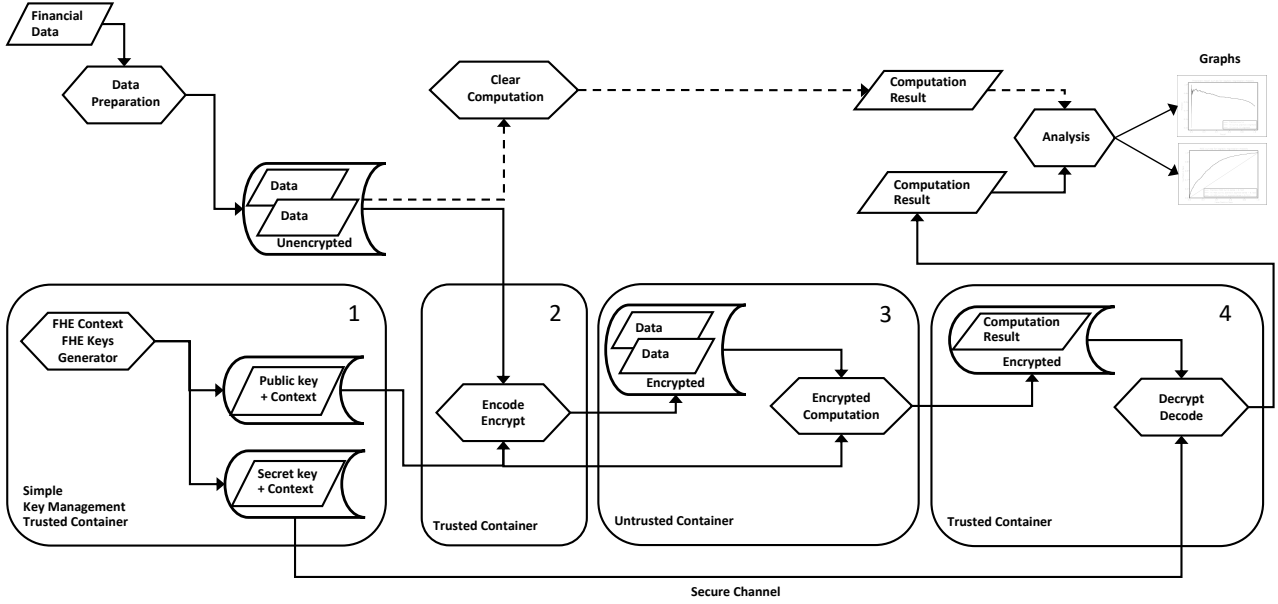 Financial
Data
Data
Preparation
Clear
Computation
Computation
Result
Graphs
Analysis
Data
Data
Unencrypted
Computation
Result
1
FHE Context
FHE Keys
Generator
Public key
+ Context
Secret key
+ Context
Simple
Key Management
Trusted Container
2
Encode
Encrypt
Trusted Container
3
Data
Data
Encrypted
Encrypted
Computation
Untrusted Container
4
Computation
Result
Encrypted
Decrypt
Decode
Trusted Container
Secure Channel